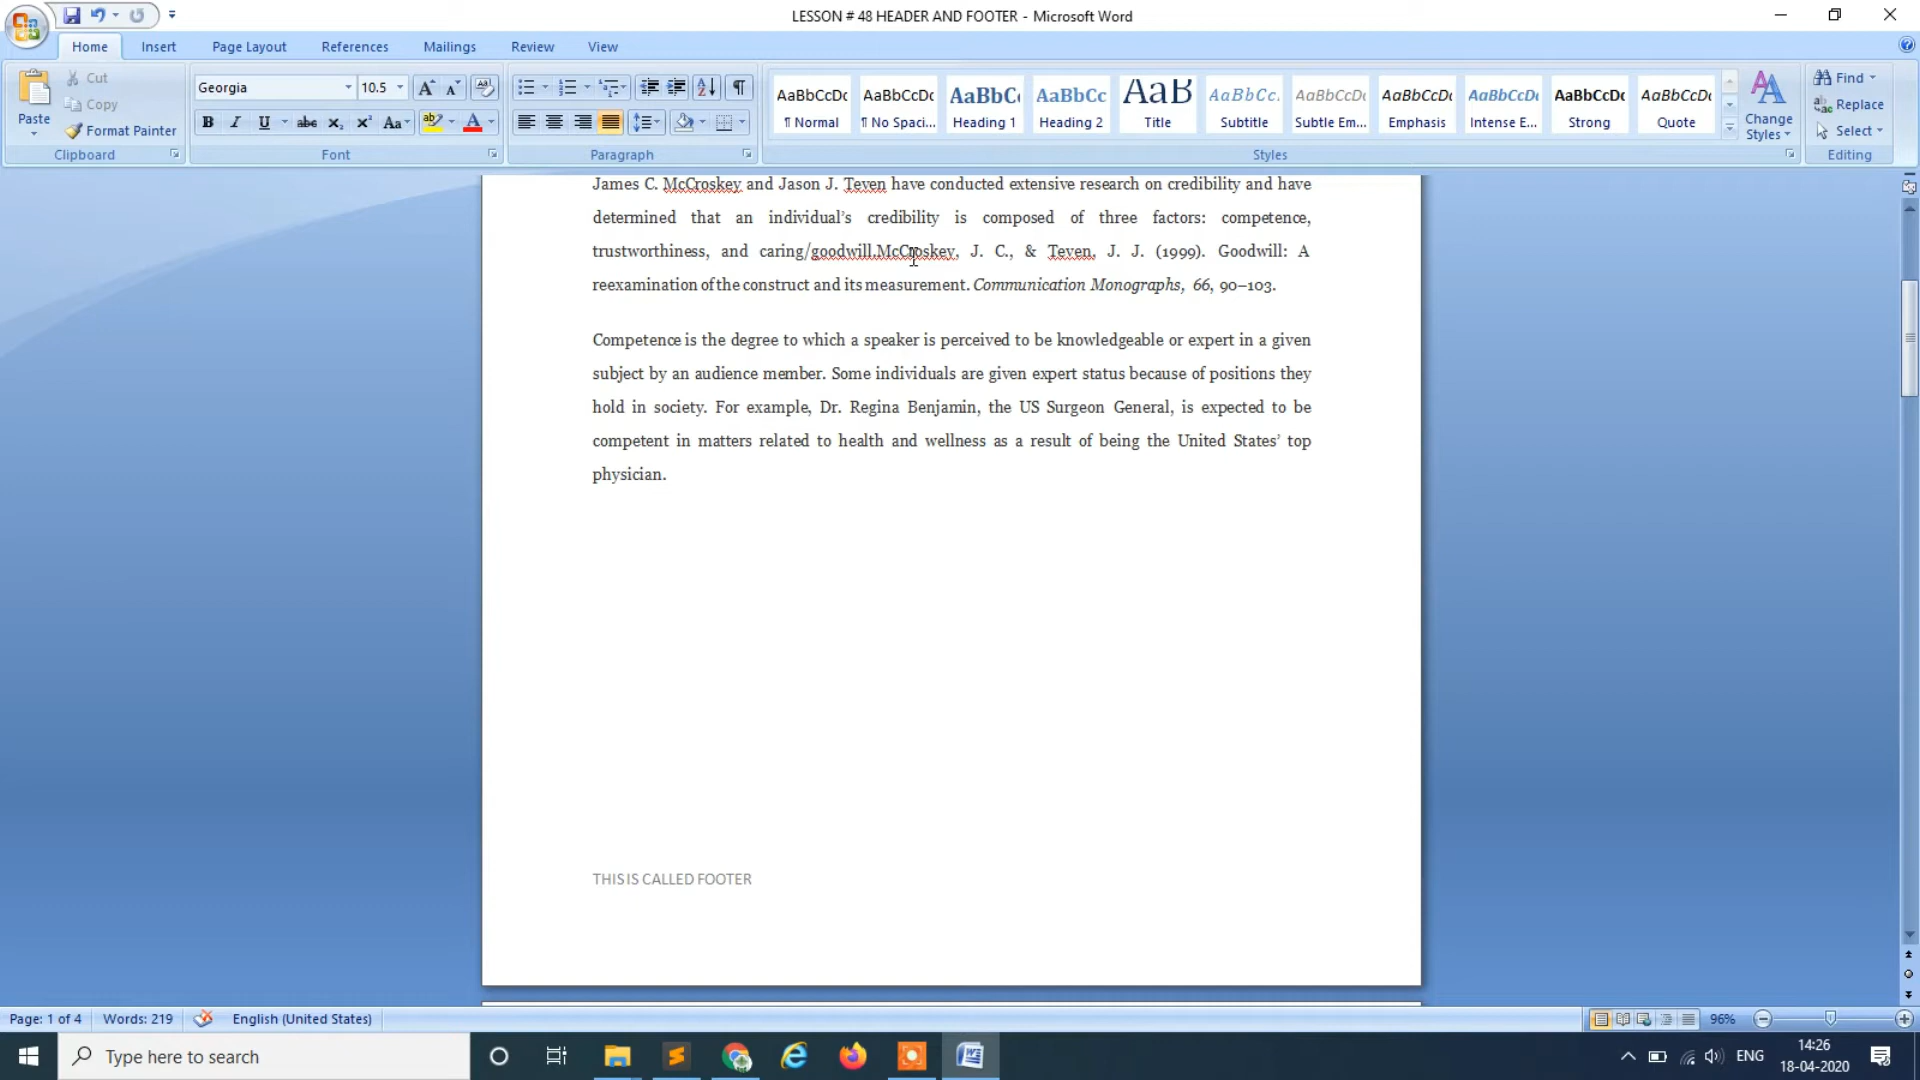 LESSON # 48 HEADER AND FOOTER - Microsoft Word
Home Insert Page Layout References Mailings Review View
Paste
Cut
Copy
Format Painter
Clipboard
Georgia 10.5
Font
Paragraph
AaBbCcDc AaBbCcDc AaBbC AaBbCc AaB AaBbCc. AaBbCcDc AaBbCcDc AaBbCcDc AaBbCcDc AaBbCcDc
¶ Normal ¶ No Spaci... Heading 1 Heading 2 Title Subtitle Subtle Em... Emphasis Intense E... Strong Quote
Change Styles
Styles
Find
Replace
Select
Editing
James C. McCroskey and Jason J. Teven have conducted extensive research on credibility and have
determined that an individual’s credibility is composed of three factors: competence,
trustworthiness, and caring/goodwill.McCroskey, J. C., & Teven, J. J. (1999). Goodwill: A
reexamination of the construct and its measurement. Communication Monographs, 66, 90–103.
Competence is the degree to which a speaker is perceived to be knowledgeable or expert in a given
subject by an audience member. Some individuals are given expert status because of positions they
hold in society. For example, Dr. Regina Benjamin, the US Surgeon General, is expected to be
competent in matters related to health and wellness as a result of being the United States’ top
physician.
THIS IS CALLED FOOTER
Page: 1 of 4 Words: 219 English (United States) 96%
Type here to search
ENG
14:26
18-04-2020